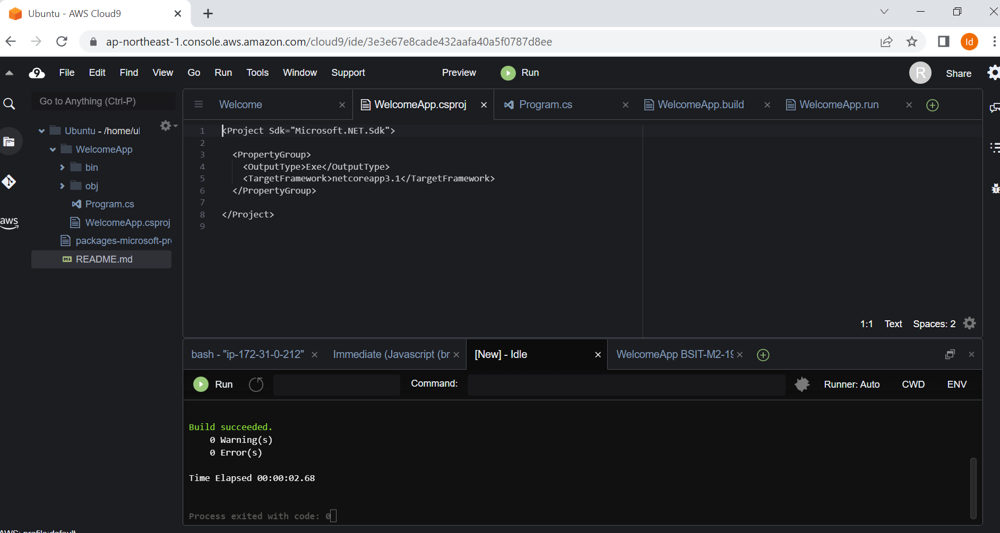 Ubuntu - AWS Cloud9
ap-northeast-1.console.aws.amazon.com/cloud9/ide/3e3e67e8cade432aafa40a5f0787d8ee
Id
9 File Edit Find View Go Run Tools Window Support Preview Run R Share
Go to Anything (Ctrl-P)
Ubuntu - /home/ul
WelcomeApp
bin
obj
Program.cs
WelcomeApp.csproj
packages-microsoft-pro
README.md
aws
Welcome WelcomeApp.csproj Program.cs WelcomeApp.build WelcomeApp.run
1 <Project Sdk="Microsoft.NET.Sdk">
2
3 <PropertyGroup>
4 <OutputType>Exe</OutputType>
5 <TargetFramework>netcoreapp3.1</TargetFramework>
6 </PropertyGroup>
7
8 </Project>
9
1:1 Text Spaces: 2
bash - "ip-172-31-0-212" Immediate (Javascript (br [New] - Idle WelcomeApp BSIT-M2-19
Run Command: Runner: Auto CWD ENV
Build succeeded.
0 Warning(s)
0 Error(s)
Time Elapsed 00:00:02.68
Process exited with code: 0
AWS: profile:default